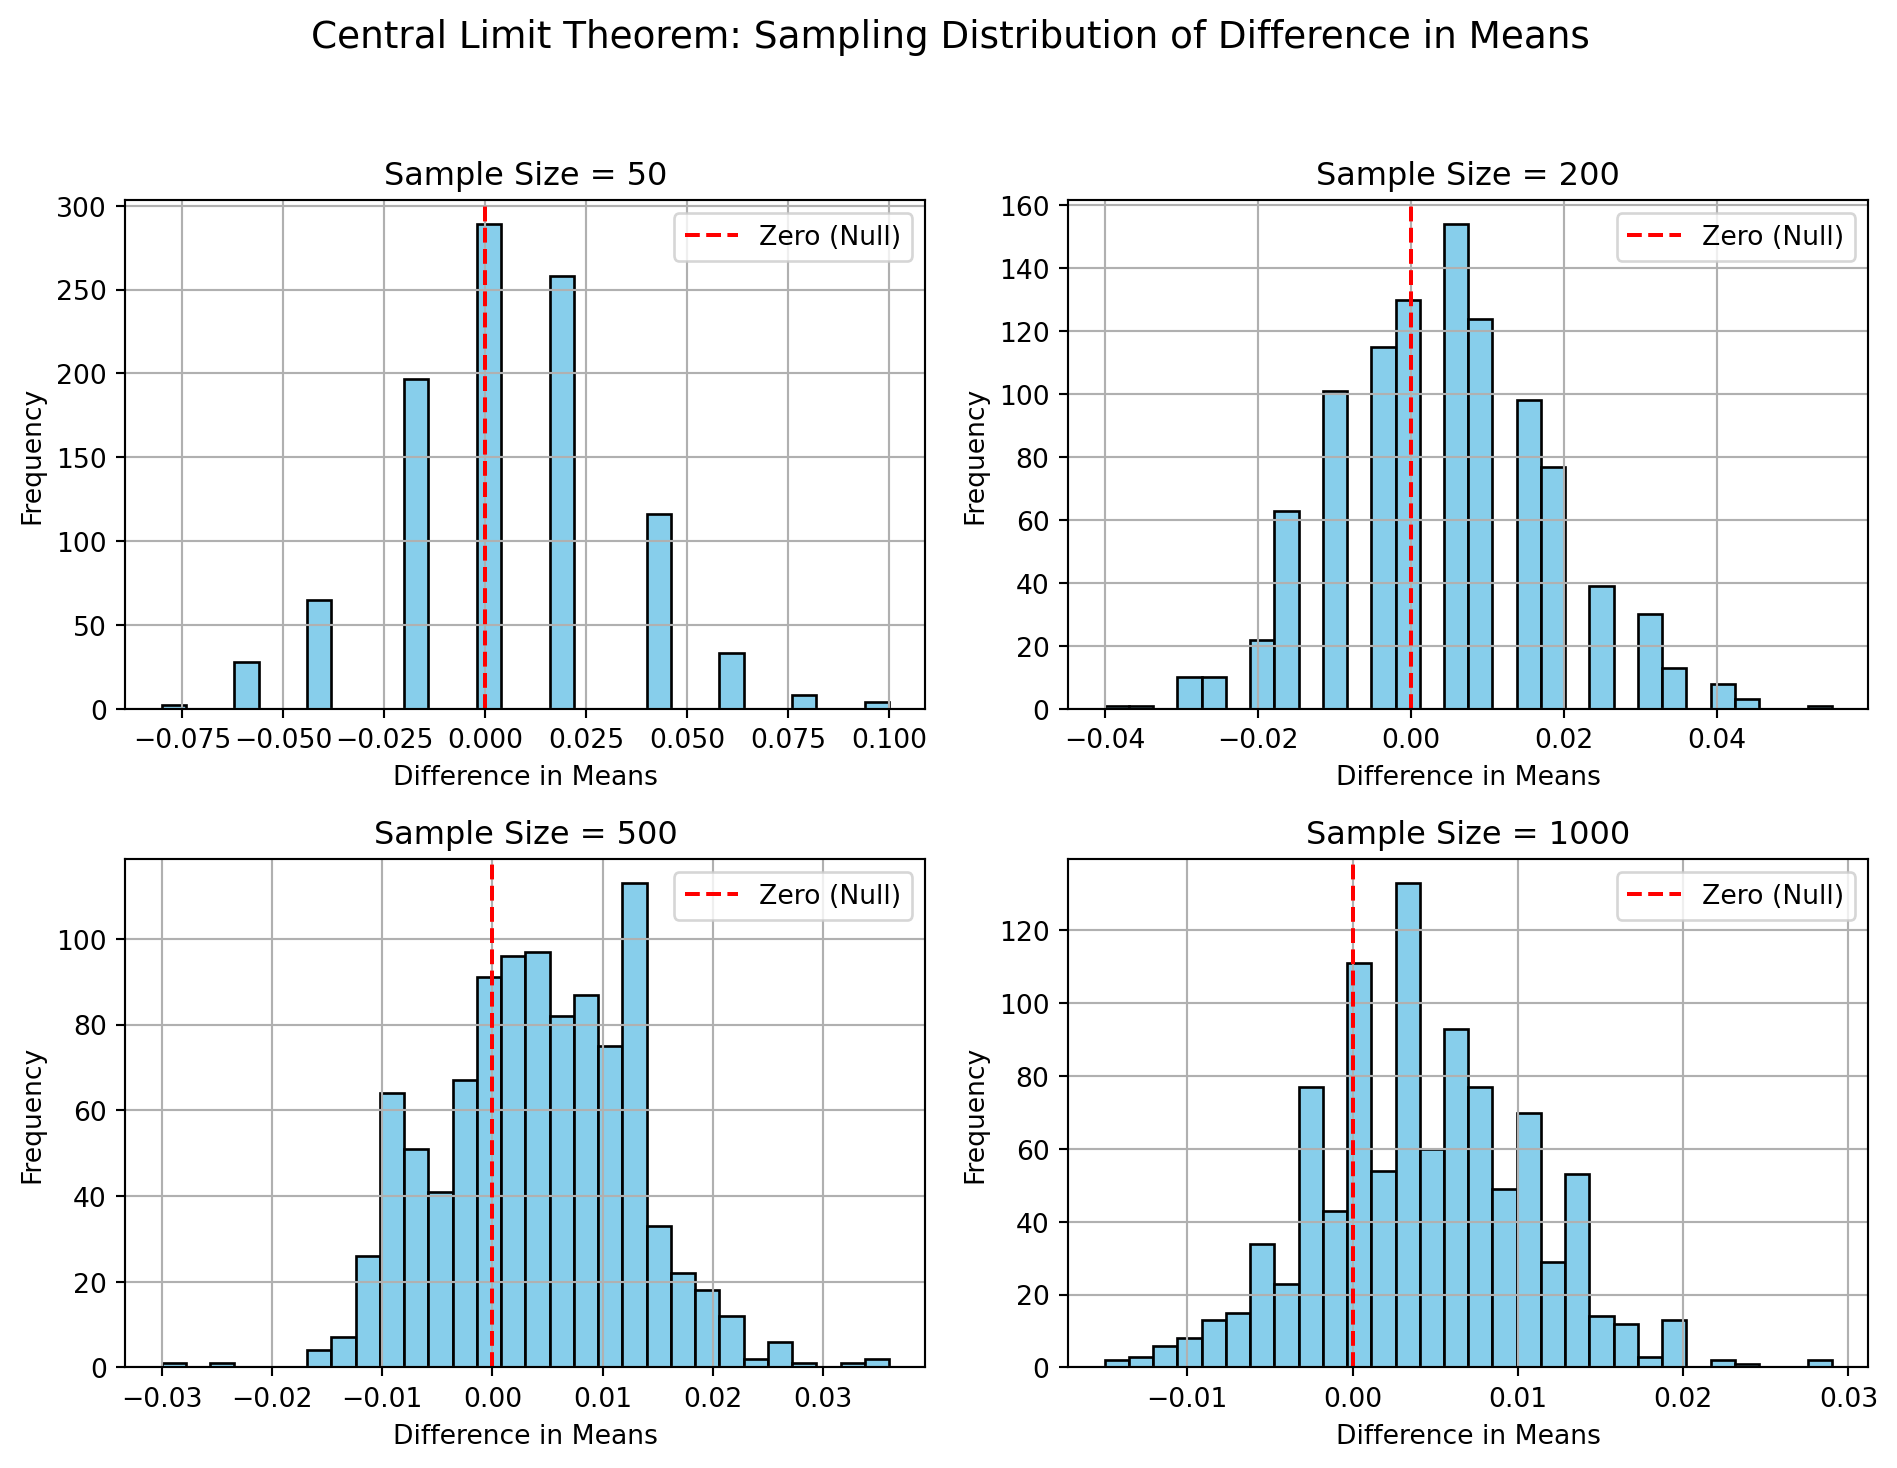 Central Limit Theorem: Sampling Distribution of Difference in Means
Sample Size = 50
300
250
200
150
100
50
0
Frequency
Zero (Null)
−0.075 −0.050 −0.025 0.000 0.025 0.050 0.075 0.100
Difference in Means
Sample Size = 200
160
140
120
100
80
60
40
20
0
Frequency
Zero (Null)
−0.04 −0.02 0.00 0.02 0.04
Difference in Means
Sample Size = 500
100
80
60
40
20
0
Frequency
Zero (Null)
−0.03 −0.02 −0.01 0.00 0.01 0.02 0.03
Difference in Means
Sample Size = 1000
120
100
80
60
40
20
0
Frequency
Zero (Null)
−0.01 0.00 0.01 0.02 0.03
Difference in Means